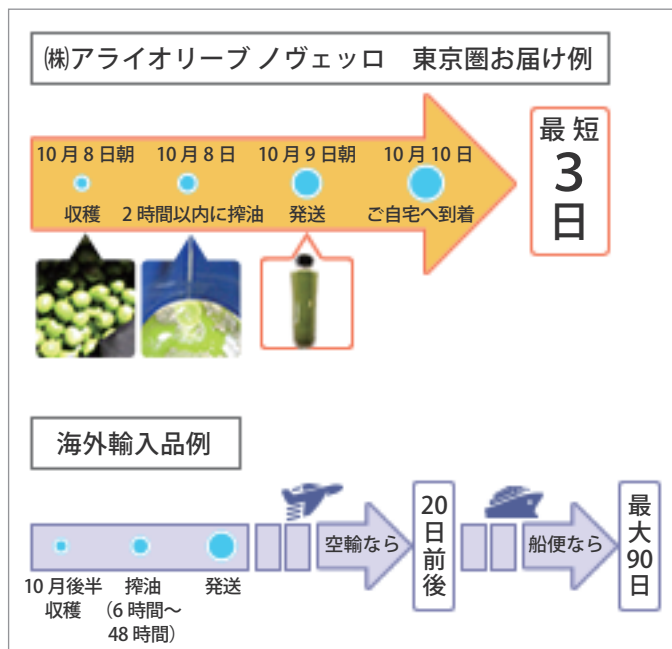 ㈱アライオリーブ ノヴェッロ　東京圏お届け例
10月8日朝
10月8日
10月9日朝
10月10日
収穫
2時間以内に搾油
発送
ご自宅へ到着
最短
3
日
海外輸入品例
10月後半
収穫
搾油
(6時間〜
48時間)
発送
空輸なら
20日前後
船便なら
最大90日